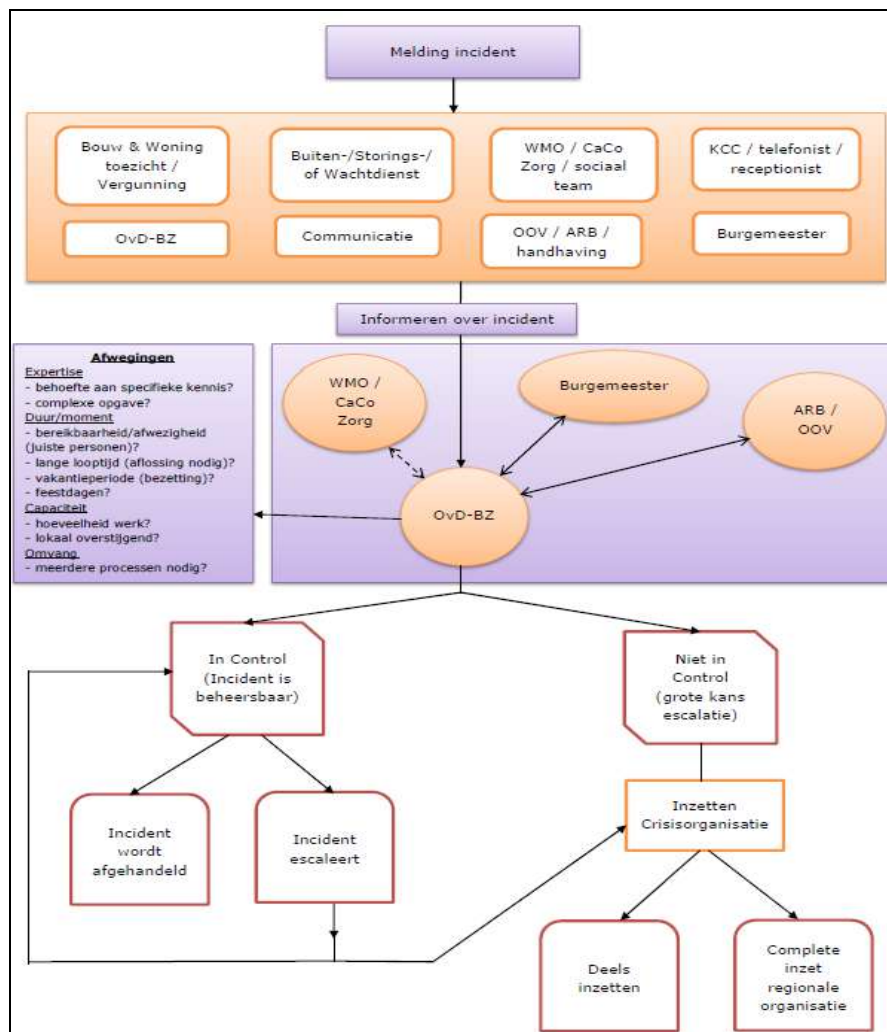 Melding incident
Bouw & Woning
toezicht /
Vergunning
Buiten-/Storings-/
of Wachtdienst
WMO / CaCo
Zorg / sociaal
team
KCC / telefonist /
receptionist
OvD-BZ
Communicatie
OOV / ARB /
handhaving
Burgemeester
Informeren over incident
Afwegingen
Expertise
- behoefte aan specifieke kennis?
- complexe opgave?
Duur/moment
- bereikbaarheid/afwezigheid
(juiste personen)?
- lange looptijd (aflossing nodig)?
- vakantieperiode (bezetting)?
- feestdagen?
Capaciteit
- hoeveelheid werk?
- lokaal overstijgend?
Omvang
- meerdere processen nodig?
WMO /
CaCo
Zorg
Burgemeester
ARB /
OOV
OvD-BZ
In Control
(Incident is
beheersbaar)
Niet in
Control
(grote kans
escalatie)
Incident
wordt
afgehandeld
Incident
escaleert
Inzetten
Crisisorganisatie
Deels
inzetten
Complete
inzet
regionale
organisatie